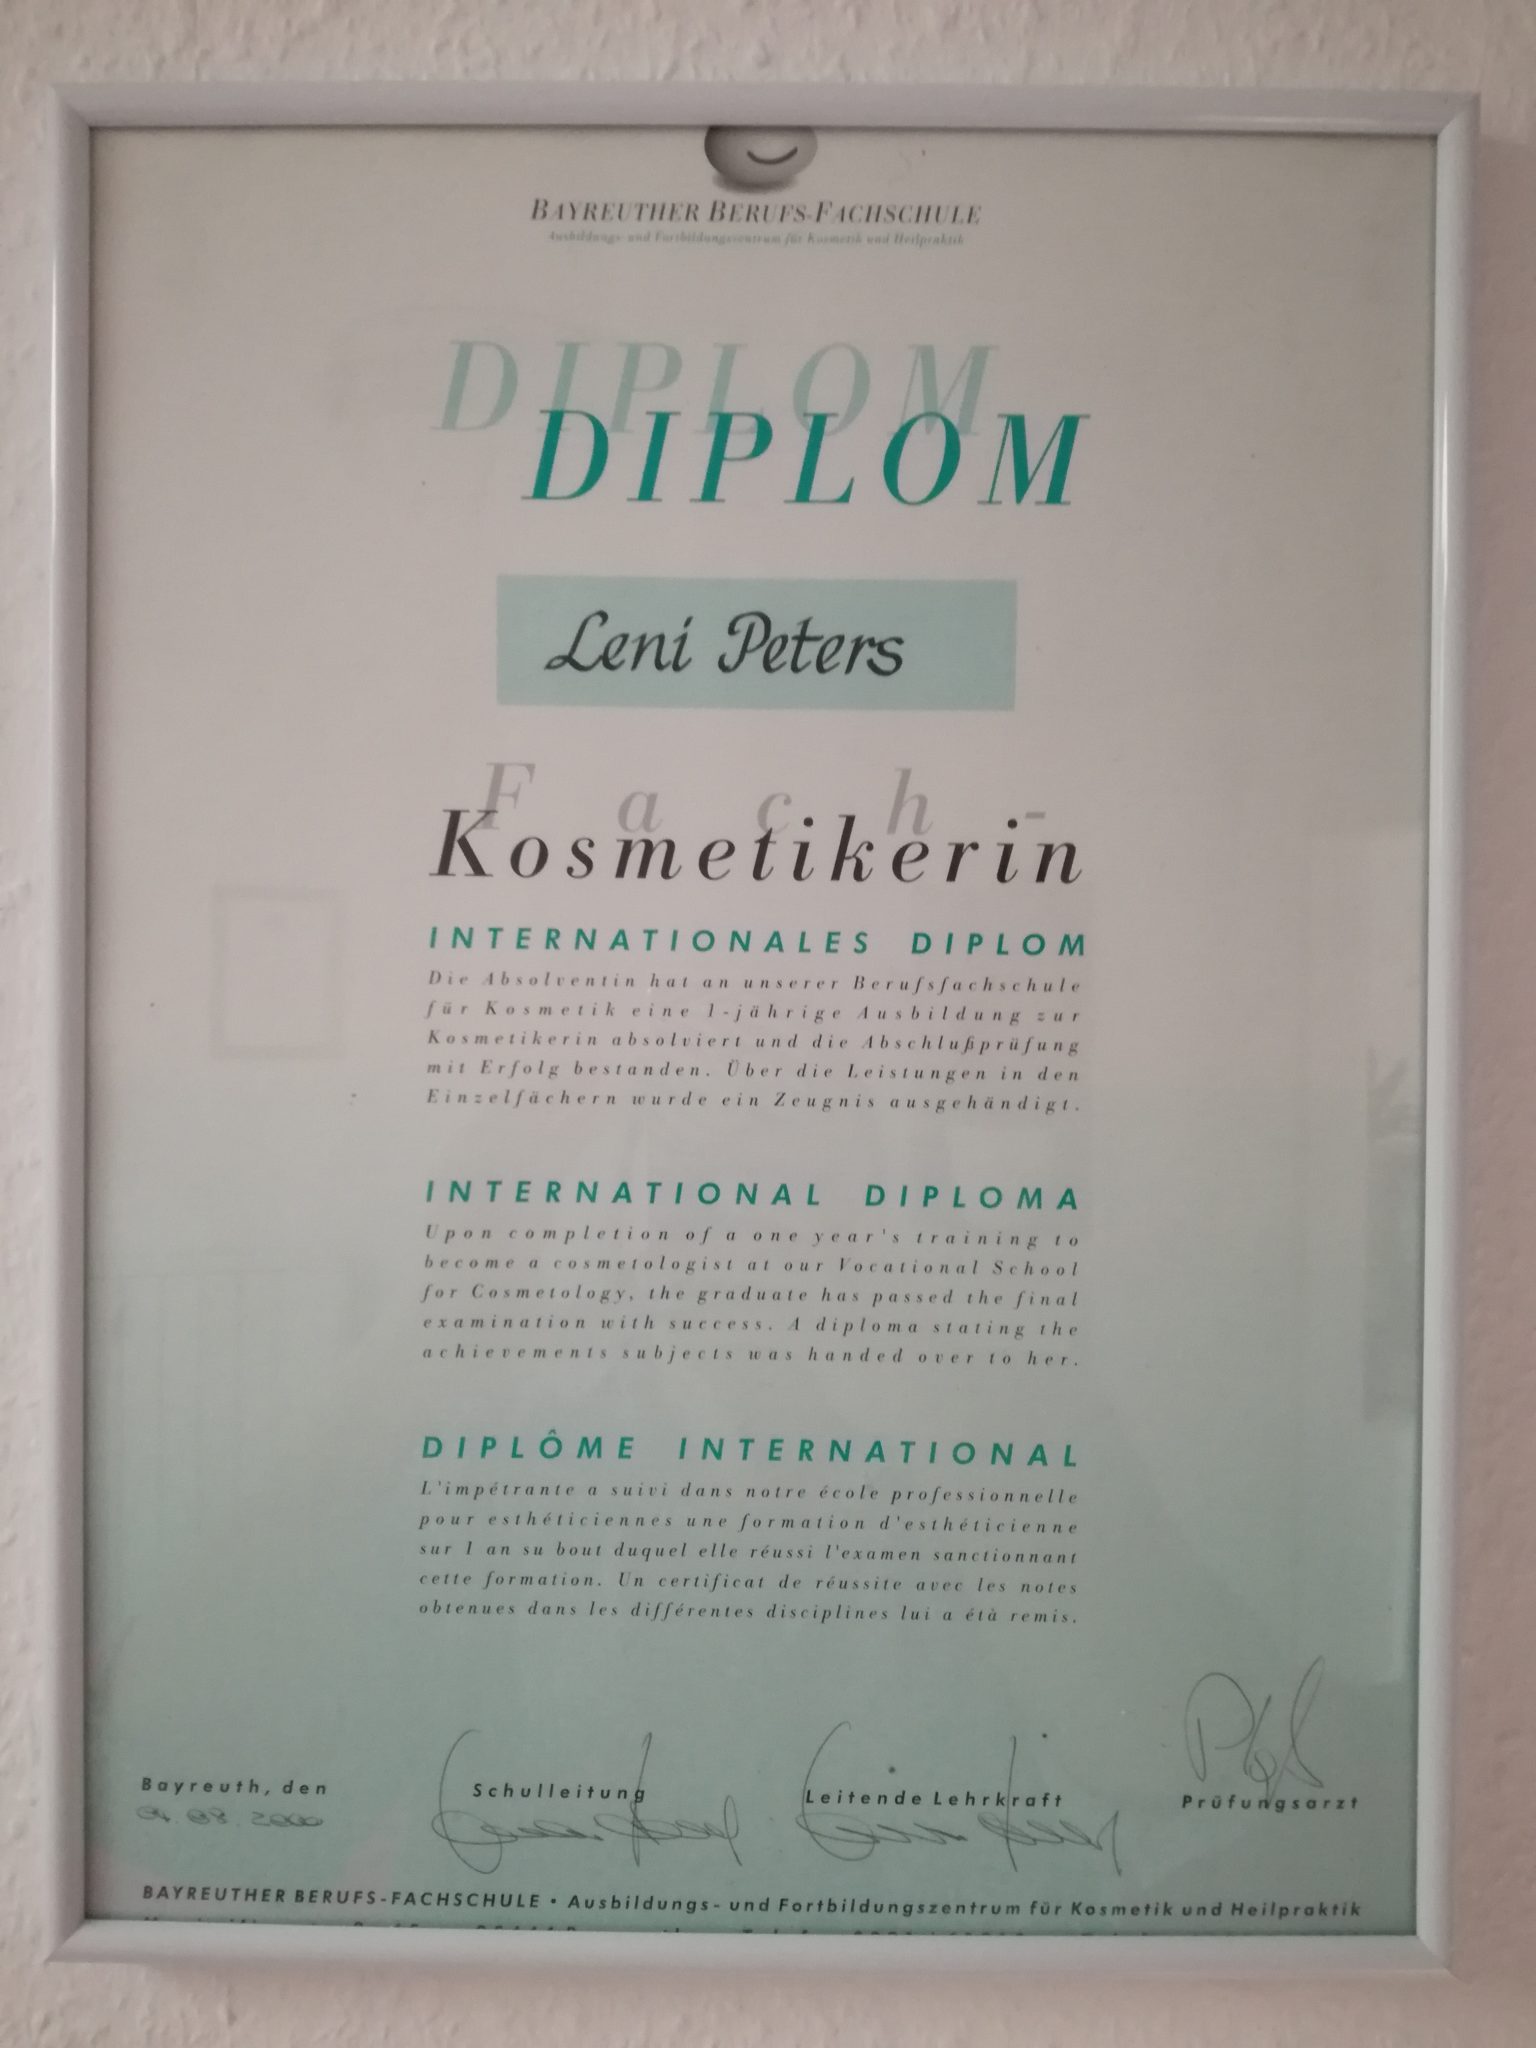 BAYREUTHER BERUFS-FACHSCHULE
Ausbildungs- und Fortbildungszentrum für Kosmetik und Heilpraktik
DIPLOM
DIPLOM
Leni Peters
Fach-
Kosmetikerin
INTERNATIONALES DIPLOM
Die Absolventin hat an unserer Berufsfachschule
für Kosmetik eine 1-jährige Ausbildung zur
Kosmetikerin absolviert und die Abschlußprüfung
mit Erfolg bestanden. Über die Leistungen in den
Einzelfächern wurde ein Zeugnis ausgehändigt.
INTERNATIONAL DIPLOMA
Upon completion of a one year's training to
become a cosmetologist at our Vocational School
for Cosmetology, the graduate has passed the final
examination with success. A diploma stating the
achievements subjects was handed over to her.
DIPLÔME INTERNATIONAL
L'impétrante a suivi dans notre école professionnelle
pour esthéticiennes une formation d'esthéticienne
sur 1 an su bout duquel elle réussi l'examen sanctionnant
cette formation. Un certificat de réussite avec les notes
obtenues dans les différentes disciplines lui a étà remis.
Bayreuth, den Schulleitung Leitende Lehrkraft Prüfungsarzt
04.08.2000
BAYREUTHER BERUFS-FACHSCHULE • Ausbildungs- und Fortbildungszentrum für Kosmetik und Heilpraktik